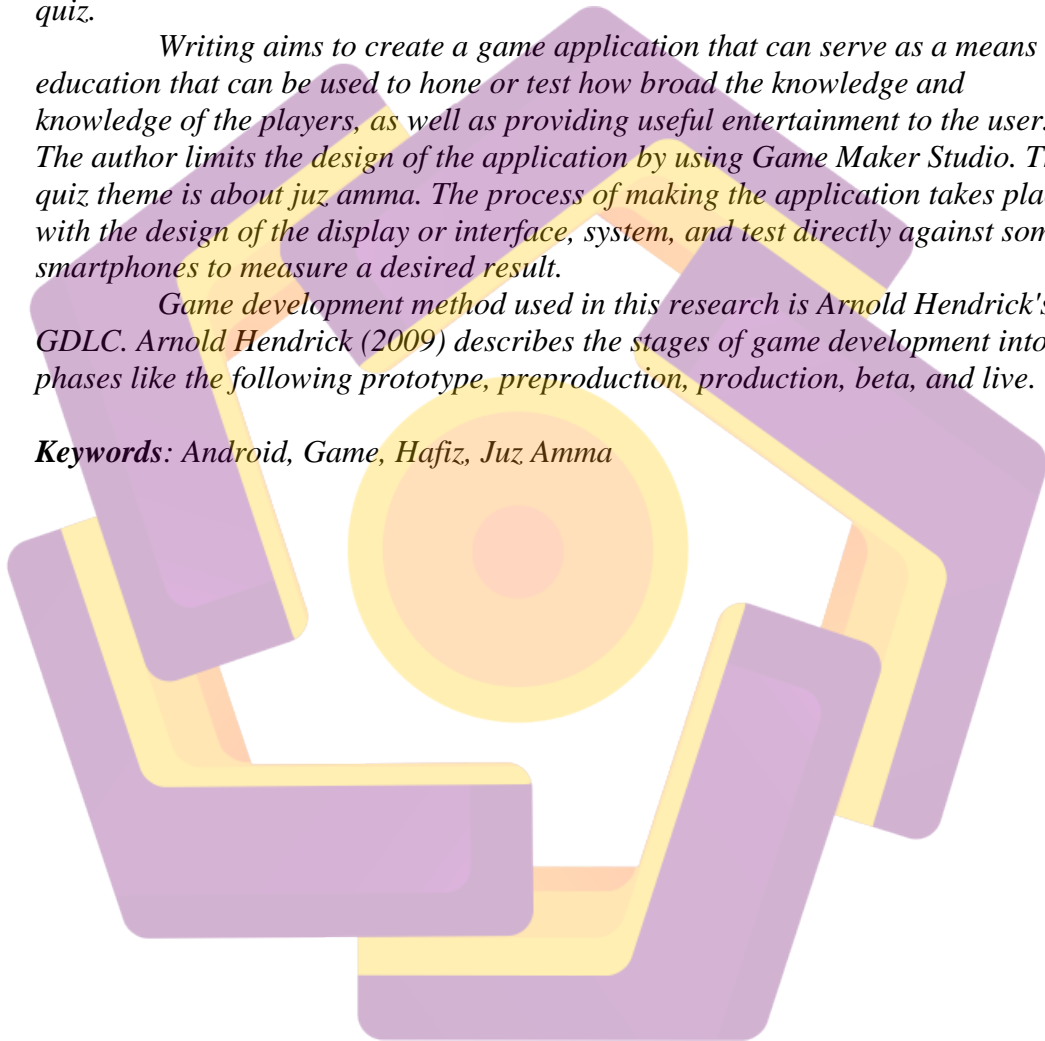 quiz.
Writing aims to create a game application that can serve as a means
education that can be used to hone or test how broad the knowledge and
knowledge of the players, as well as providing useful entertainment to the user.
The author limits the design of the application by using Game Maker Studio.
quiz theme is about juz amma. The process of making the application takes
with the design of the display or interface, system, and test directly against
smartphones to measure a desired result.
Game development method used in this research is Arnold Hendrick's
GDLC. Arnold Hendrick (2009) describes the stages of game development into
phases like the following prototype, preproduction, production, beta, and live.
Keywords: Android, Game, Hafiz, Juz Amma